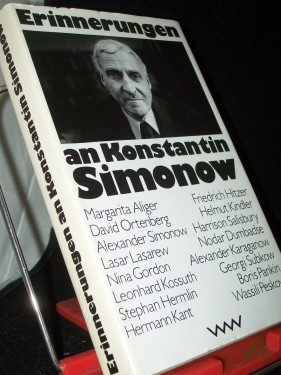 Erinnerungen
an Konstantin
Simonow
Margarita Aliger
David Ortenberg
Alexander Simonow
Lasar Lasarew
Nina Gordon
Leonhard Kossuth
Stephan Hermlin
Hermann Kant
Friedrich Hitzer
Helmut Kindler
Harrison Salisbury
Nodar Dumbadse
Alexander Karaganow
Georgi Subkow
Boris Pankin
Wassili Peskow
Erinnerungen an Konstantin Simonow